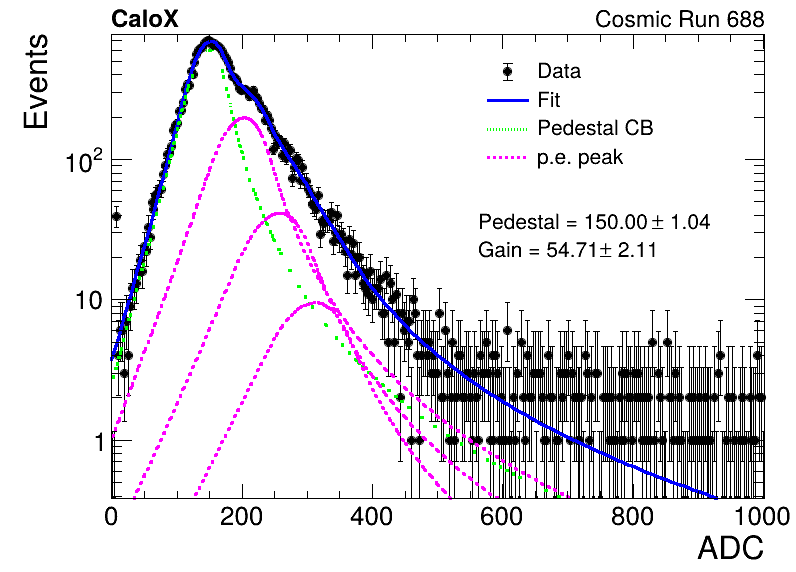 CaloX Cosmic Run 688
Events
Data
Fit
Pedestal CB
p.e. peak
Pedestal = 150.00 ± 1.04
Gain = 54.71 ± 2.11
10²
10
1
0 200 400 600 800 1000
ADC